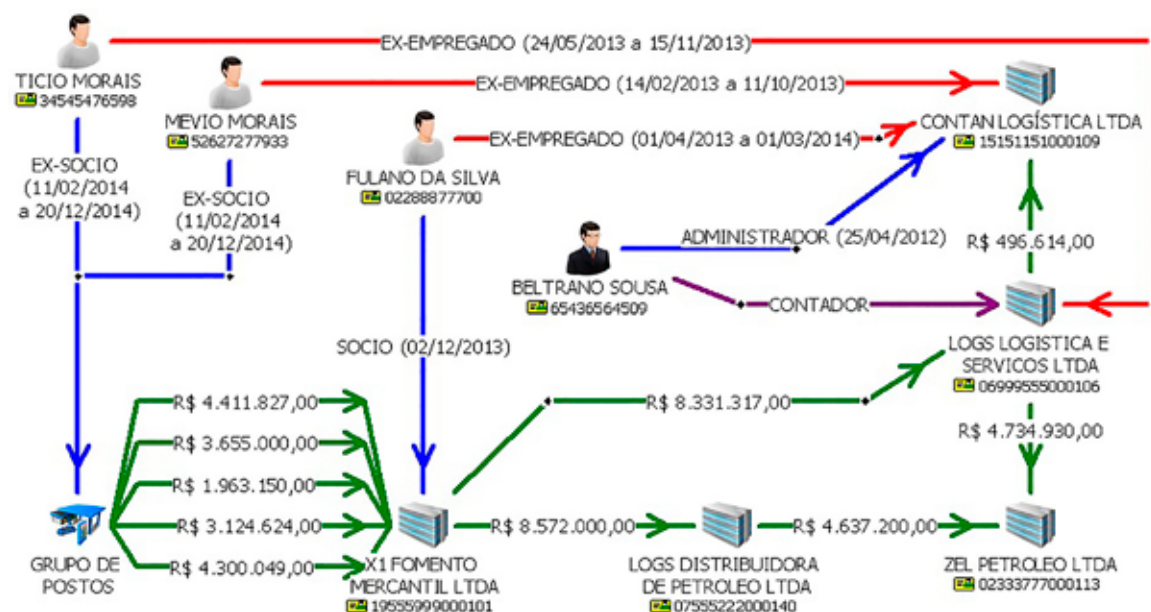 EX-EMPREGADO (24/05/2013 a 15/11/2013)
TICIO MORAIS
34545476598
EX-EMPREGADO (14/02/2013 a 11/10/2013)
MEVIO MORAIS
52627277933
CONTAN LOGÍSTICA LTDA
15151151000109
EX-EMPREGADO (01/04/2013 a 01/03/2014)
FULANO DA SILVA
02288877700
EX-SOCIO
(11/02/2014
a 20/12/2014)
EX-SOCIO
(11/02/2014
a 20/12/2014)
ADMINISTRADOR (25/04/2012)
R$ 496.614,00
BELTRANO SOUSA
65436564509
CONTADOR
LOGS LOGISTICA E
SERVICOS LTDA
06999555000106
SOCIO (02/12/2013)
R$ 4.411.827,00
R$ 8.331.317,00
R$ 4.734.930,00
R$ 3.655.000,00
R$ 1.963.150,00
R$ 3.124.624,00
R$ 8.572.000,00
R$ 4.637.200,00
R$ 4.300.049,00
GRUPO DE
POSTOS
X1 FOMENTO
MERCANTIL LTDA
19555999000101
LOGS DISTRIBUIDORA
DE PETROLEO LTDA
07555222000140
ZEL PETROLEO LTDA
02333777000113